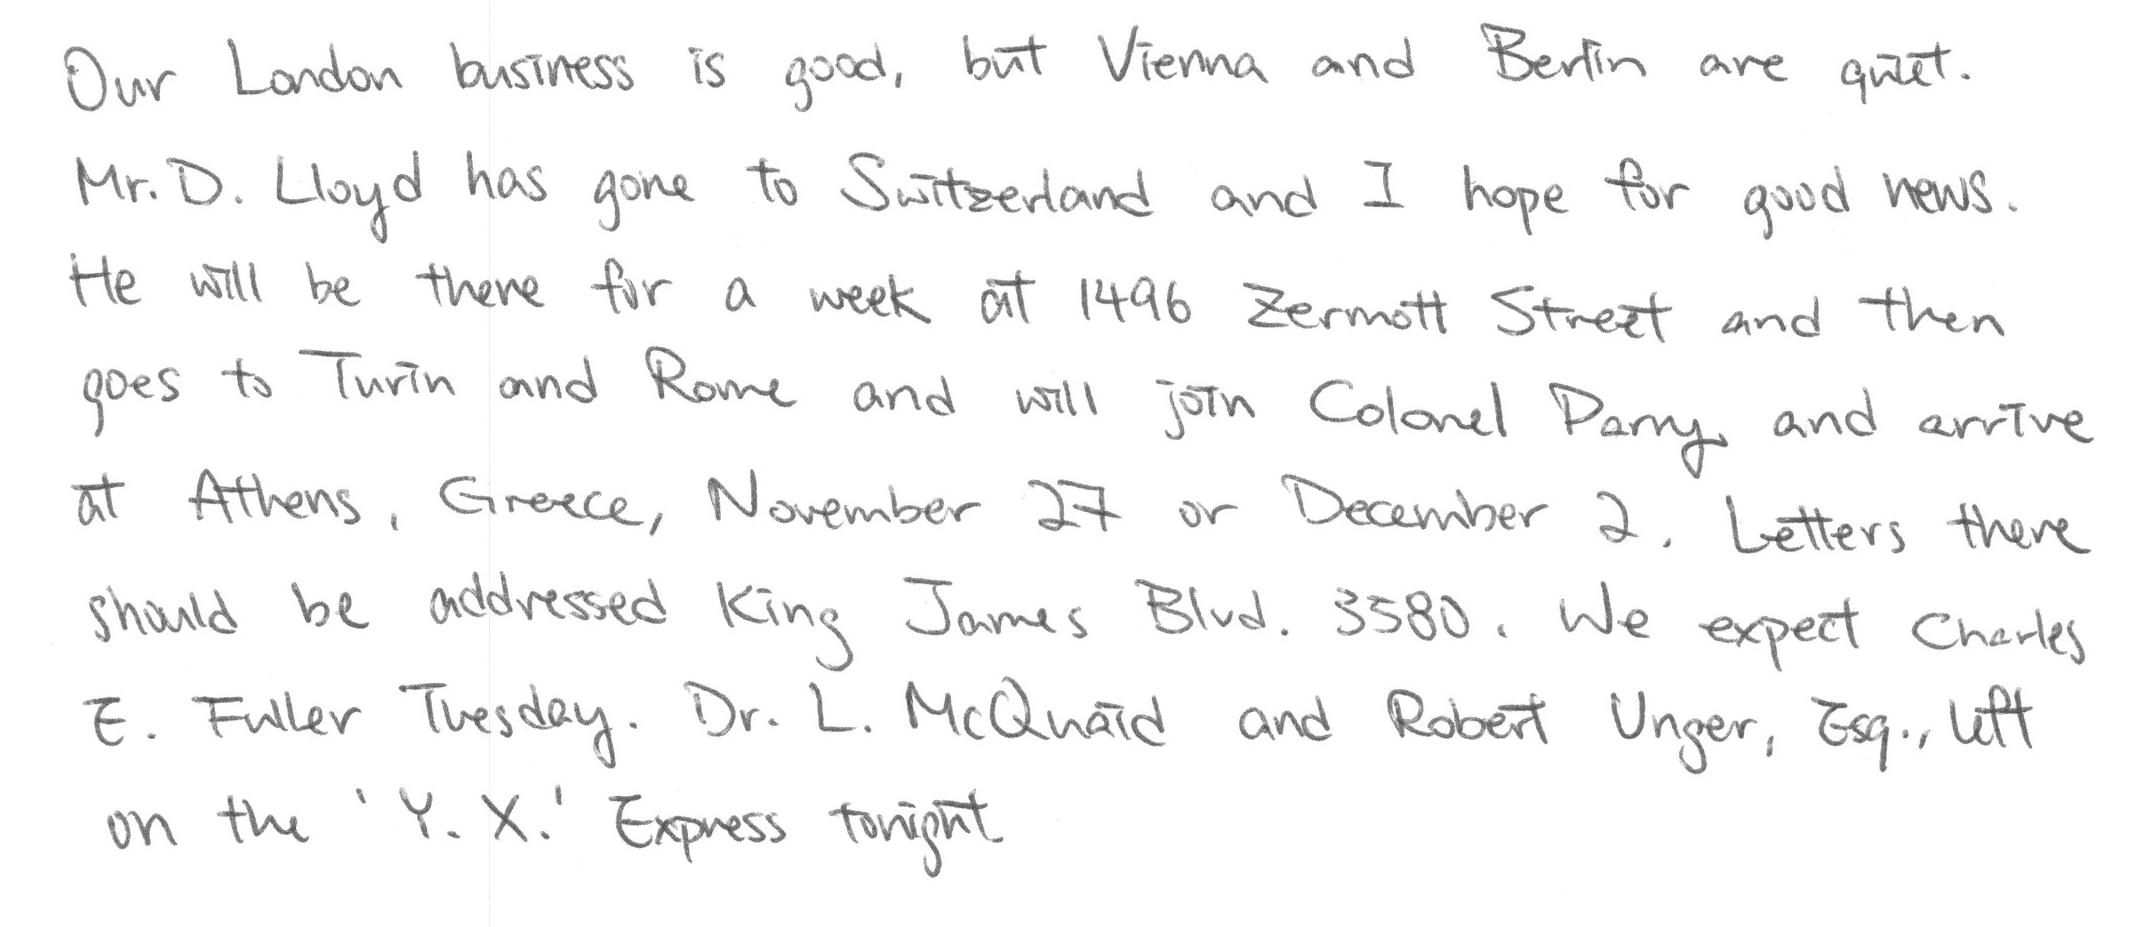 Our London business is good, but Vienna and Berlin are quiet.
Mr. D. Lloyd has gone to Switzerland and I hope for good news.
He will be there for a week at 1496 Zermott Street and then
goes to Turin and Rome and will join Colonel Parry and arrive
at Athens, Greece, November 27 or December 2. Letters there
should be addressed King James Blvd. 3580. We expect Charles
E. Fuller Tuesday. Dr. L. McQuaid and Robert Unger, Esq., left
on the 'Y. X.' Express tonight